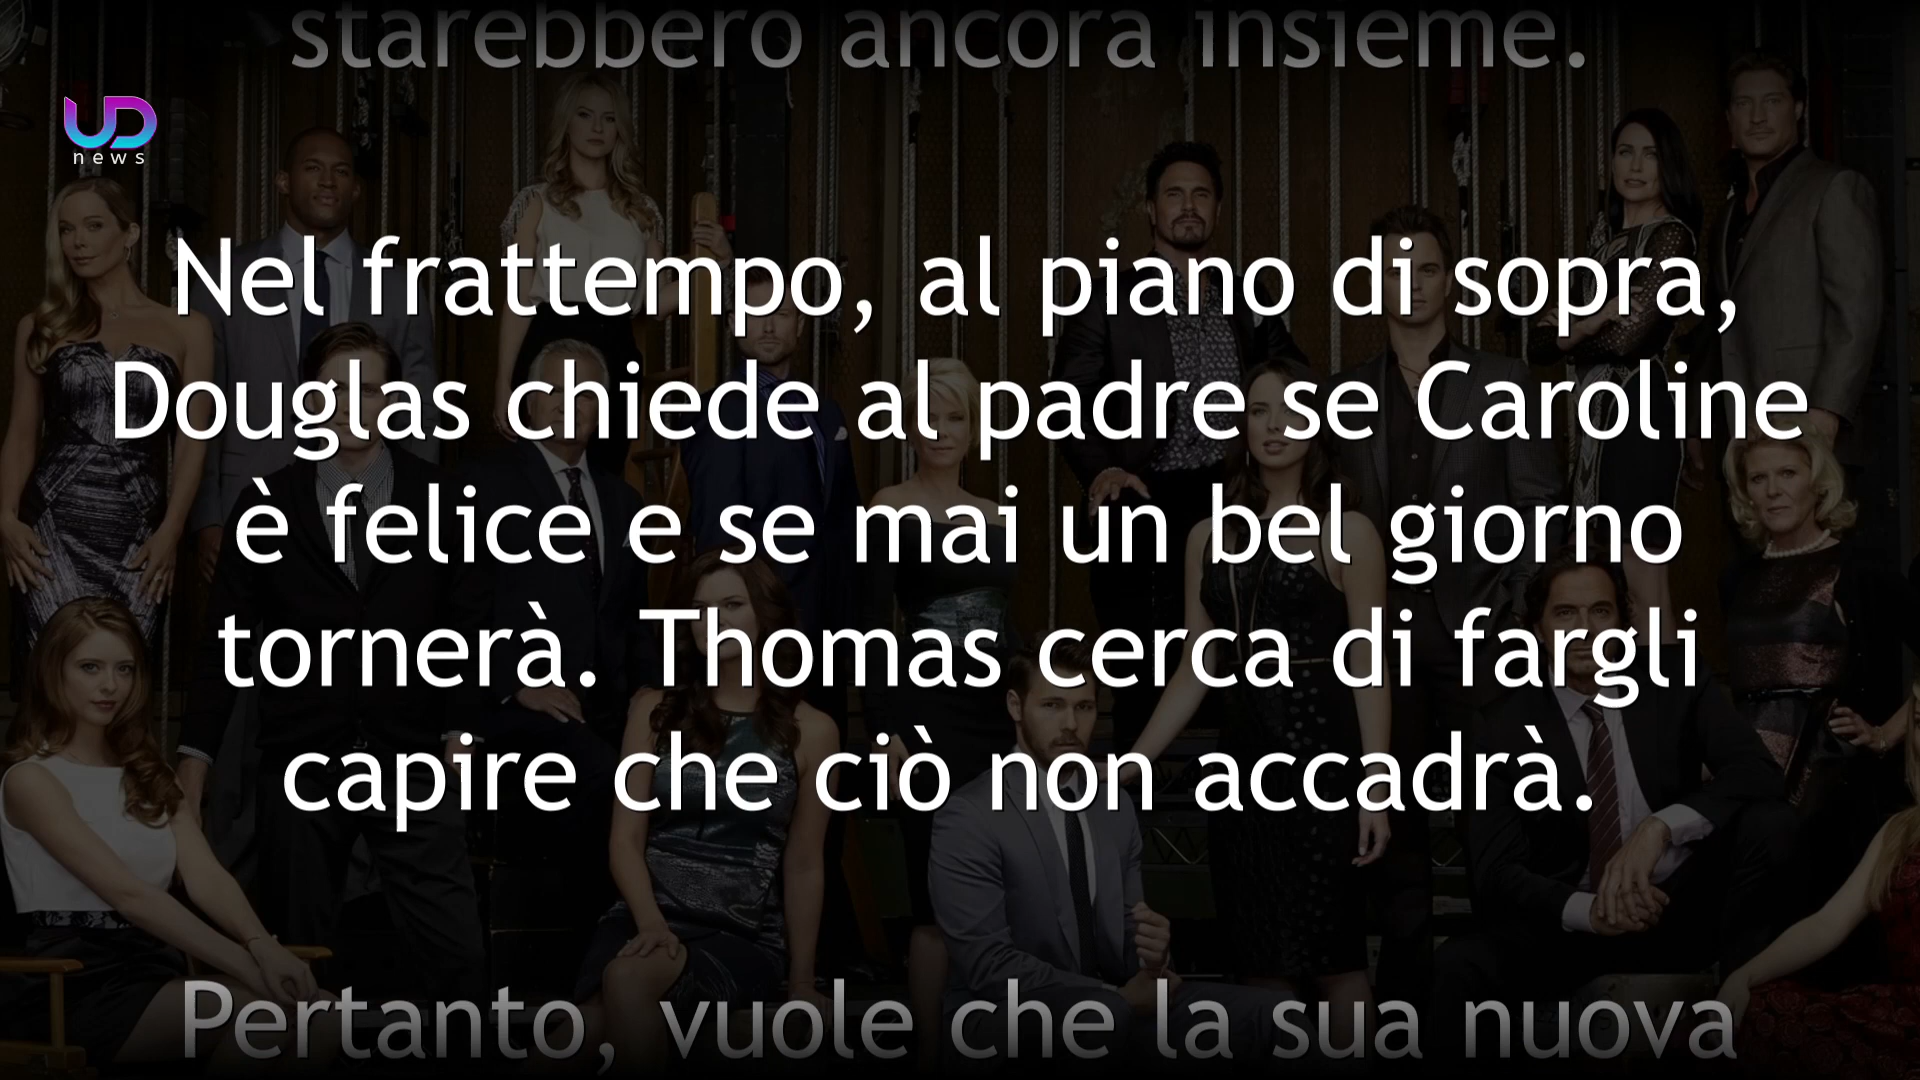 starebbero ancora insieme.
UD
news
Nel frattempo, al piano di sopra,
Douglas chiede al padre se Caroline
è felice e se mai un bel giorno
tornerà. Thomas cerca di fargli
capire che ciò non accadrà.
Pertanto, vuole che la sua nuova